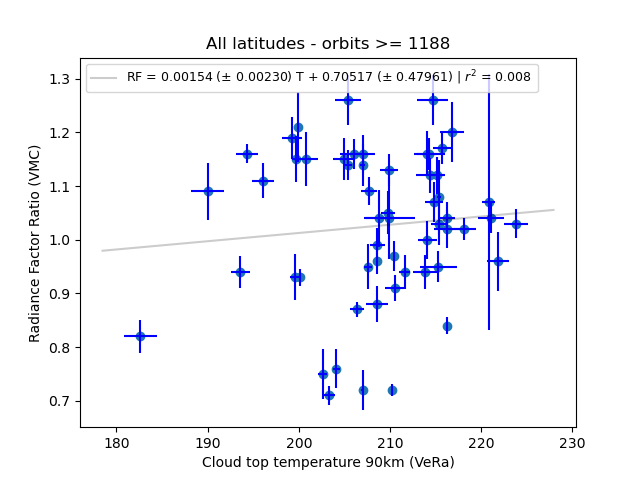 All latitudes - orbits >= 1188
RF = 0.00154 (± 0.00230) T + 0.70517 (± 0.47961) | r² = 0.008
1.3
1.2
1.1
1.0
0.9
0.8
0.7
Radiance Factor Ratio (VMC)
180 190 200 210 220 230
Cloud top temperature 90km (VeRa)